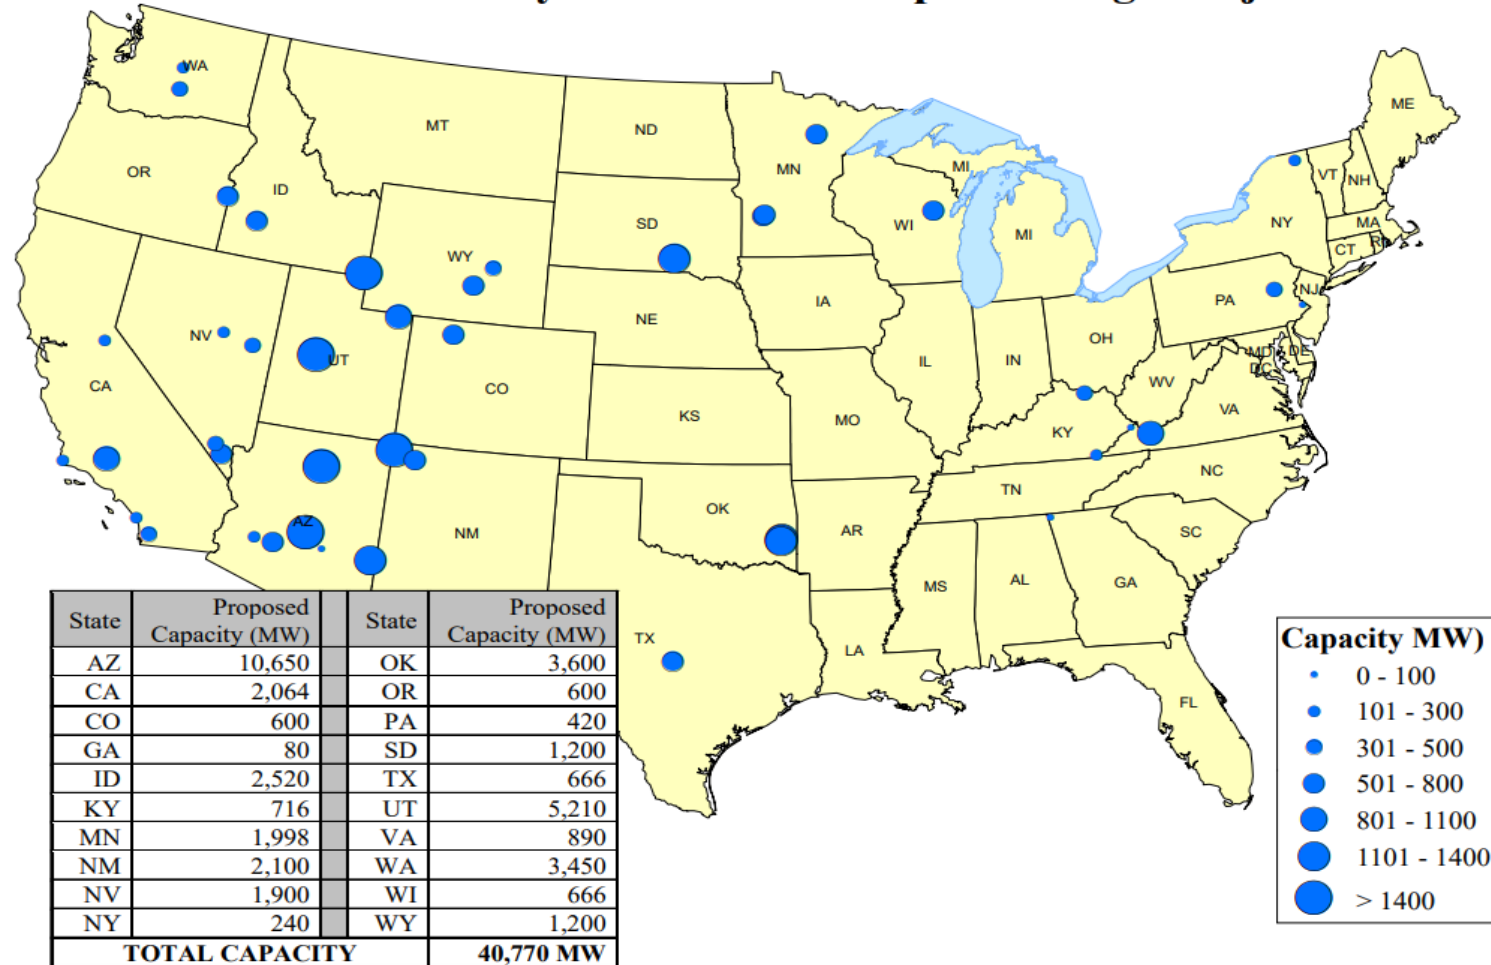 WA
MT
ND
ME
OR
ID
MN
MI
VT
NH
WY
SD
WI
MI
NY
MA
CT
NV
UT
NE
IA
PA
NJ
CA
CO
IL
IN
OH
MD
DE
DC
WV
VA
KS
MO
KY
AZ
NM
OK
AR
TN
NC
SC
MS
AL
GA
TX
LA
FL
State Proposed Capacity (MW) State Proposed Capacity (MW)
AZ 10,650 OK 3,600
CA 2,064 OR 600
CO 600 PA 420
GA 80 SD 1,200
ID 2,520 TX 666
KY 716 UT 5,210
MN 1,998 VA 890
NM 2,100 WA 3,450
NV 1,900 WI 666
NY 240 WY 1,200
TOTAL CAPACITY 40,770 MW
Capacity MW)
0 - 100
101 - 300
301 - 500
501 - 800
801 - 1100
1101 - 1400
> 1400